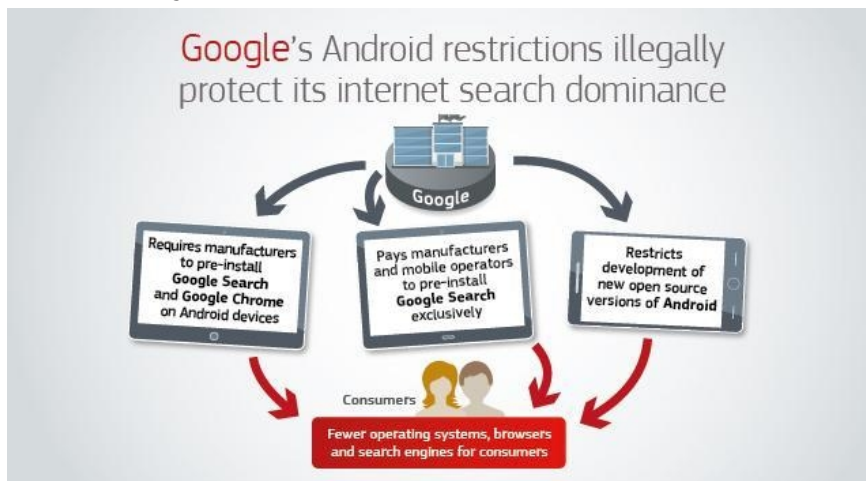 Google's Android restrictions illegally
protect its internet search dominance
Google
Requires manufacturers
to pre-install
Google Search
and Google Chrome
on Android devices
Pays manufacturers
and mobile operators
to pre-install
Google Search
exclusively
Restricts
development of
new open source
versions of Android
Consumers
Fewer operating systems, browsers
and search engines for consumers